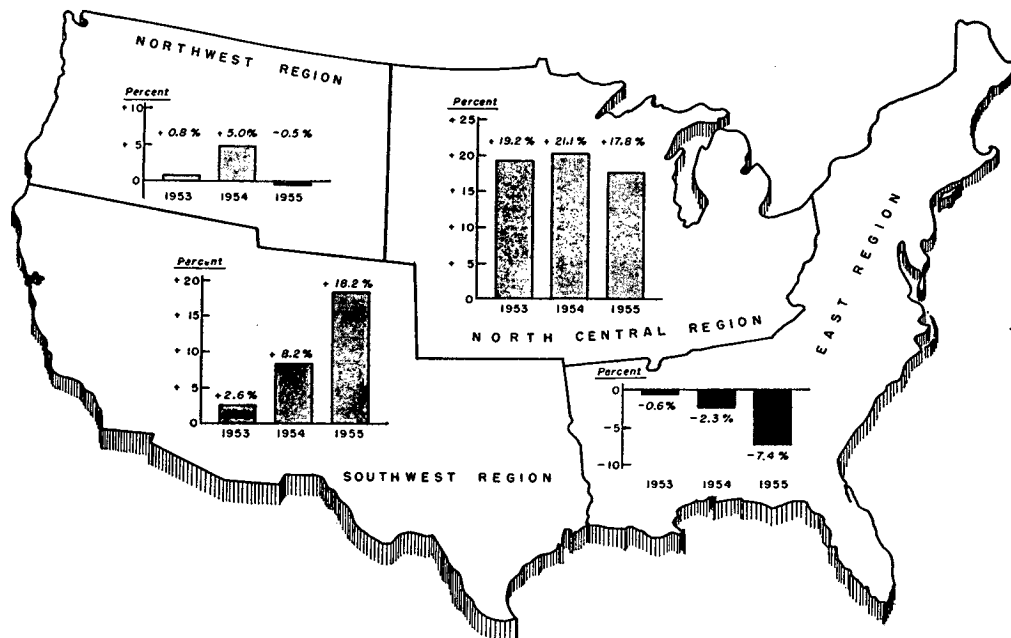 NORTHWEST REGION
Percent
+ 10
+ 5
0
+ 0.8 % + 5.0% -0.5 %
1953 1954 1955
Percent
+ 25
+ 20
+ 15
+ 10
+ 5
0
+ 19.2 % + 21.1 % + 17.8 %
1953 1954 1955
NORTH CENTRAL REGION
EAST REGION
Percent
+ 20
+ 15
+ 10
+ 5
0
+2.6 % + 8.2 % + 18.2 %
1953 1954 1955
SOUTHWEST REGION
Percent
0
-5
-10
-0.6 % -2.3 % -7.4 %
1953 1954 1955